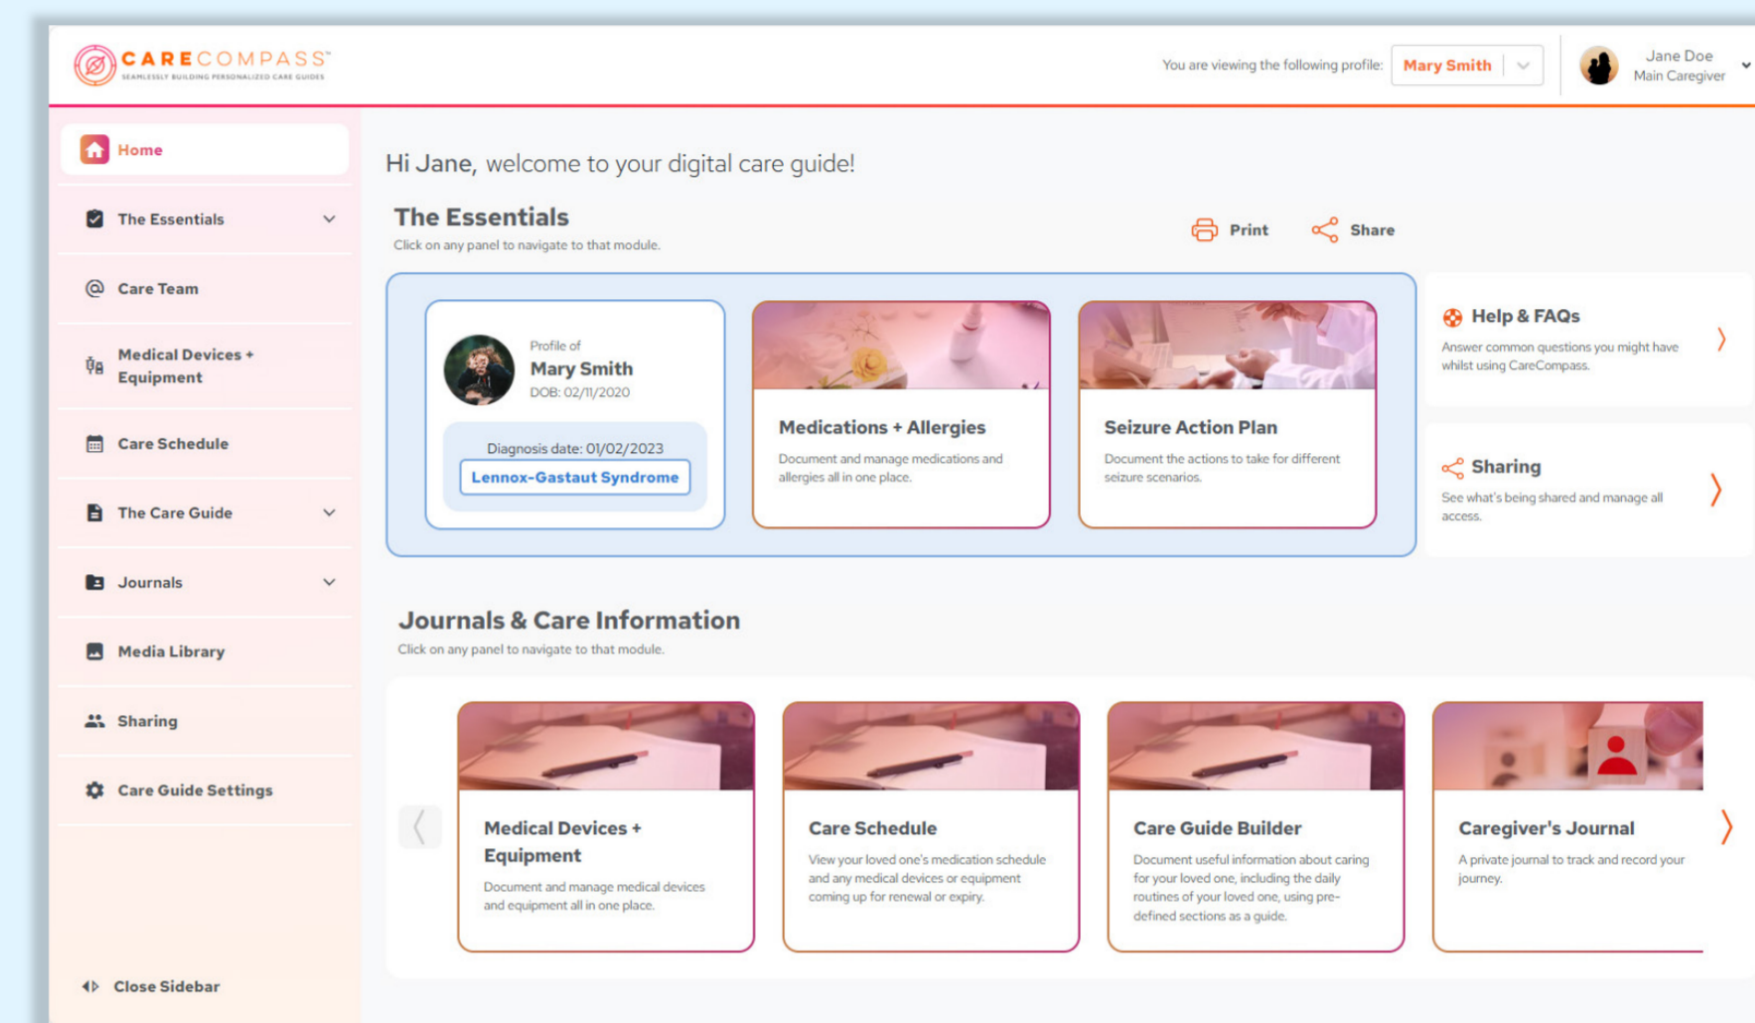 CARECOMPASS™
SEAMLESSLY BUILDING PERSONALIZED CARE GUIDES
You are viewing the following profile:
Mary Smith
Jane Doe
Main Caregiver
Home
The Essentials
Care Team
Medical Devices +
Equipment
Care Schedule
The Care Guide
Journals
Media Library
Sharing
Care Guide Settings
Close Sidebar
Hi Jane, welcome to your digital care guide!
The Essentials
Click on any panel to navigate to that module.
Print
Share
Profile of
Mary Smith
DOB: 02/11/2020
Diagnosis date: 01/02/2023
Lennox-Gastaut Syndrome
Medications + Allergies
Document and manage medications and
allergies all in one place.
Seizure Action Plan
Document the actions to take for different
seizure scenarios.
Help & FAQs
Answer common questions you might have
whilst using CareCompass.
Sharing
See what's being shared and manage all
access.
Journals & Care Information
Click on any panel to navigate to that module.
Medical Devices +
Equipment
Document and manage medical devices
and equipment all in one place.
Care Schedule
View your loved one's medication schedule
and any medical devices or equipment
coming up for renewal or expiry.
Care Guide Builder
Document useful information about caring
for your loved one, including the daily
routines of your loved one, using pre-
defined sections as a guide.
Caregiver's Journal
A private journal to track and record your
journey.